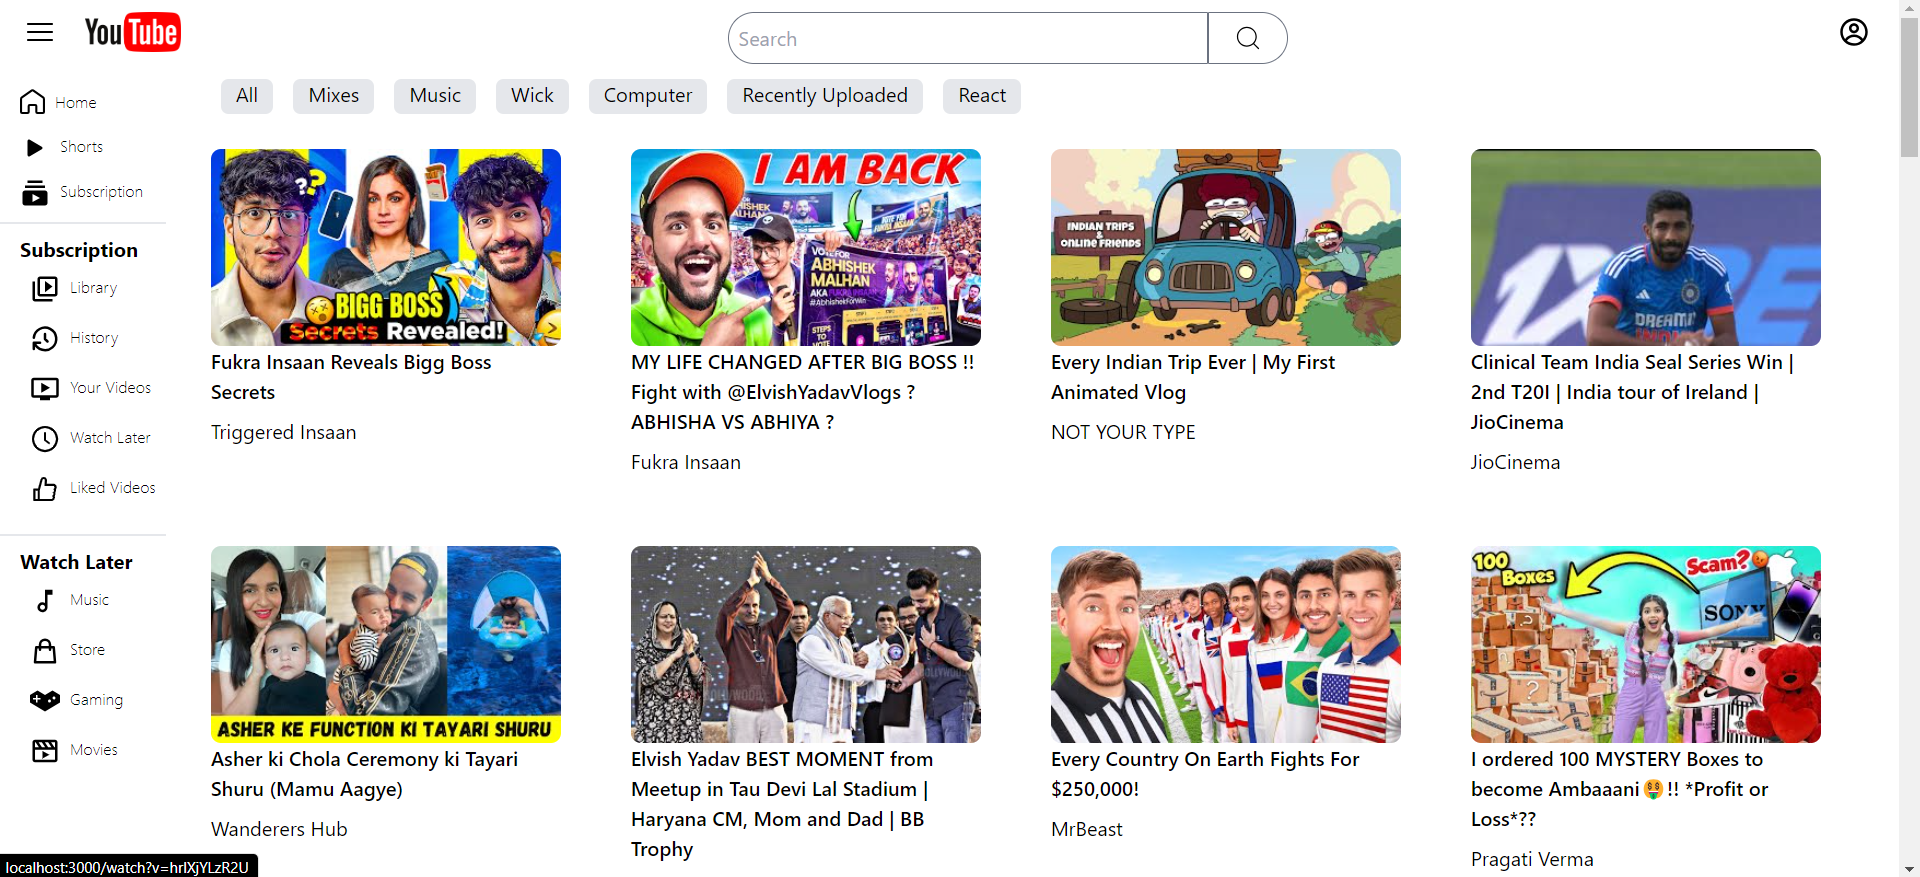 YouTube
Search
Home
Shorts
Subscription
Subscription
Library
History
Your Videos
Watch Later
Liked Videos
Watch Later
Music
Store
Gaming
Movies
All
Mixes
Music
Wick
Computer
Recently Uploaded
React
??
BIGG BOSS
Secrets Revealed!
Fukra Insaan Reveals Bigg Boss
Secrets
Triggered Insaan
I AM BACK
VOTE FOR
ABHISHEK
MALHAN
AKA FUKRA INSAAN
#AbhishekForWin
STEPS
TO
VOTE
MY LIFE CHANGED AFTER BIG BOSS !!
Fight with @ElvishYadavVlogs ?
ABHISHA VS ABHIYA ?
Fukra Insaan
INDIAN TRIPS
&
ONLINE FRIENDS
Every Indian Trip Ever | My First
Animated Vlog
NOT YOUR TYPE
DREAM11
Clinical Team India Seal Series Win |
2nd T20I | India tour of Ireland |
JioCinema
JioCinema
ASHER KE FUNCTION KI TAYARI SHURU
Asher ki Chola Ceremony ki Tayari
Shuru (Mamu Aagye)
Wanderers Hub
Elvish Yadav BEST MOMENT from
Meetup in Tau Devi Lal Stadium |
Haryana CM, Mom and Dad | BB
Trophy
Every Country On Earth Fights For
$250,000!
MrBeast
100
Boxes
Scam?
SONY
I ordered 100 MYSTERY Boxes to
become Ambaaani🤑!! *Profit or
Loss*??
Pragati Verma
localhost:3000/watch?v=hrIXjYLzR2U